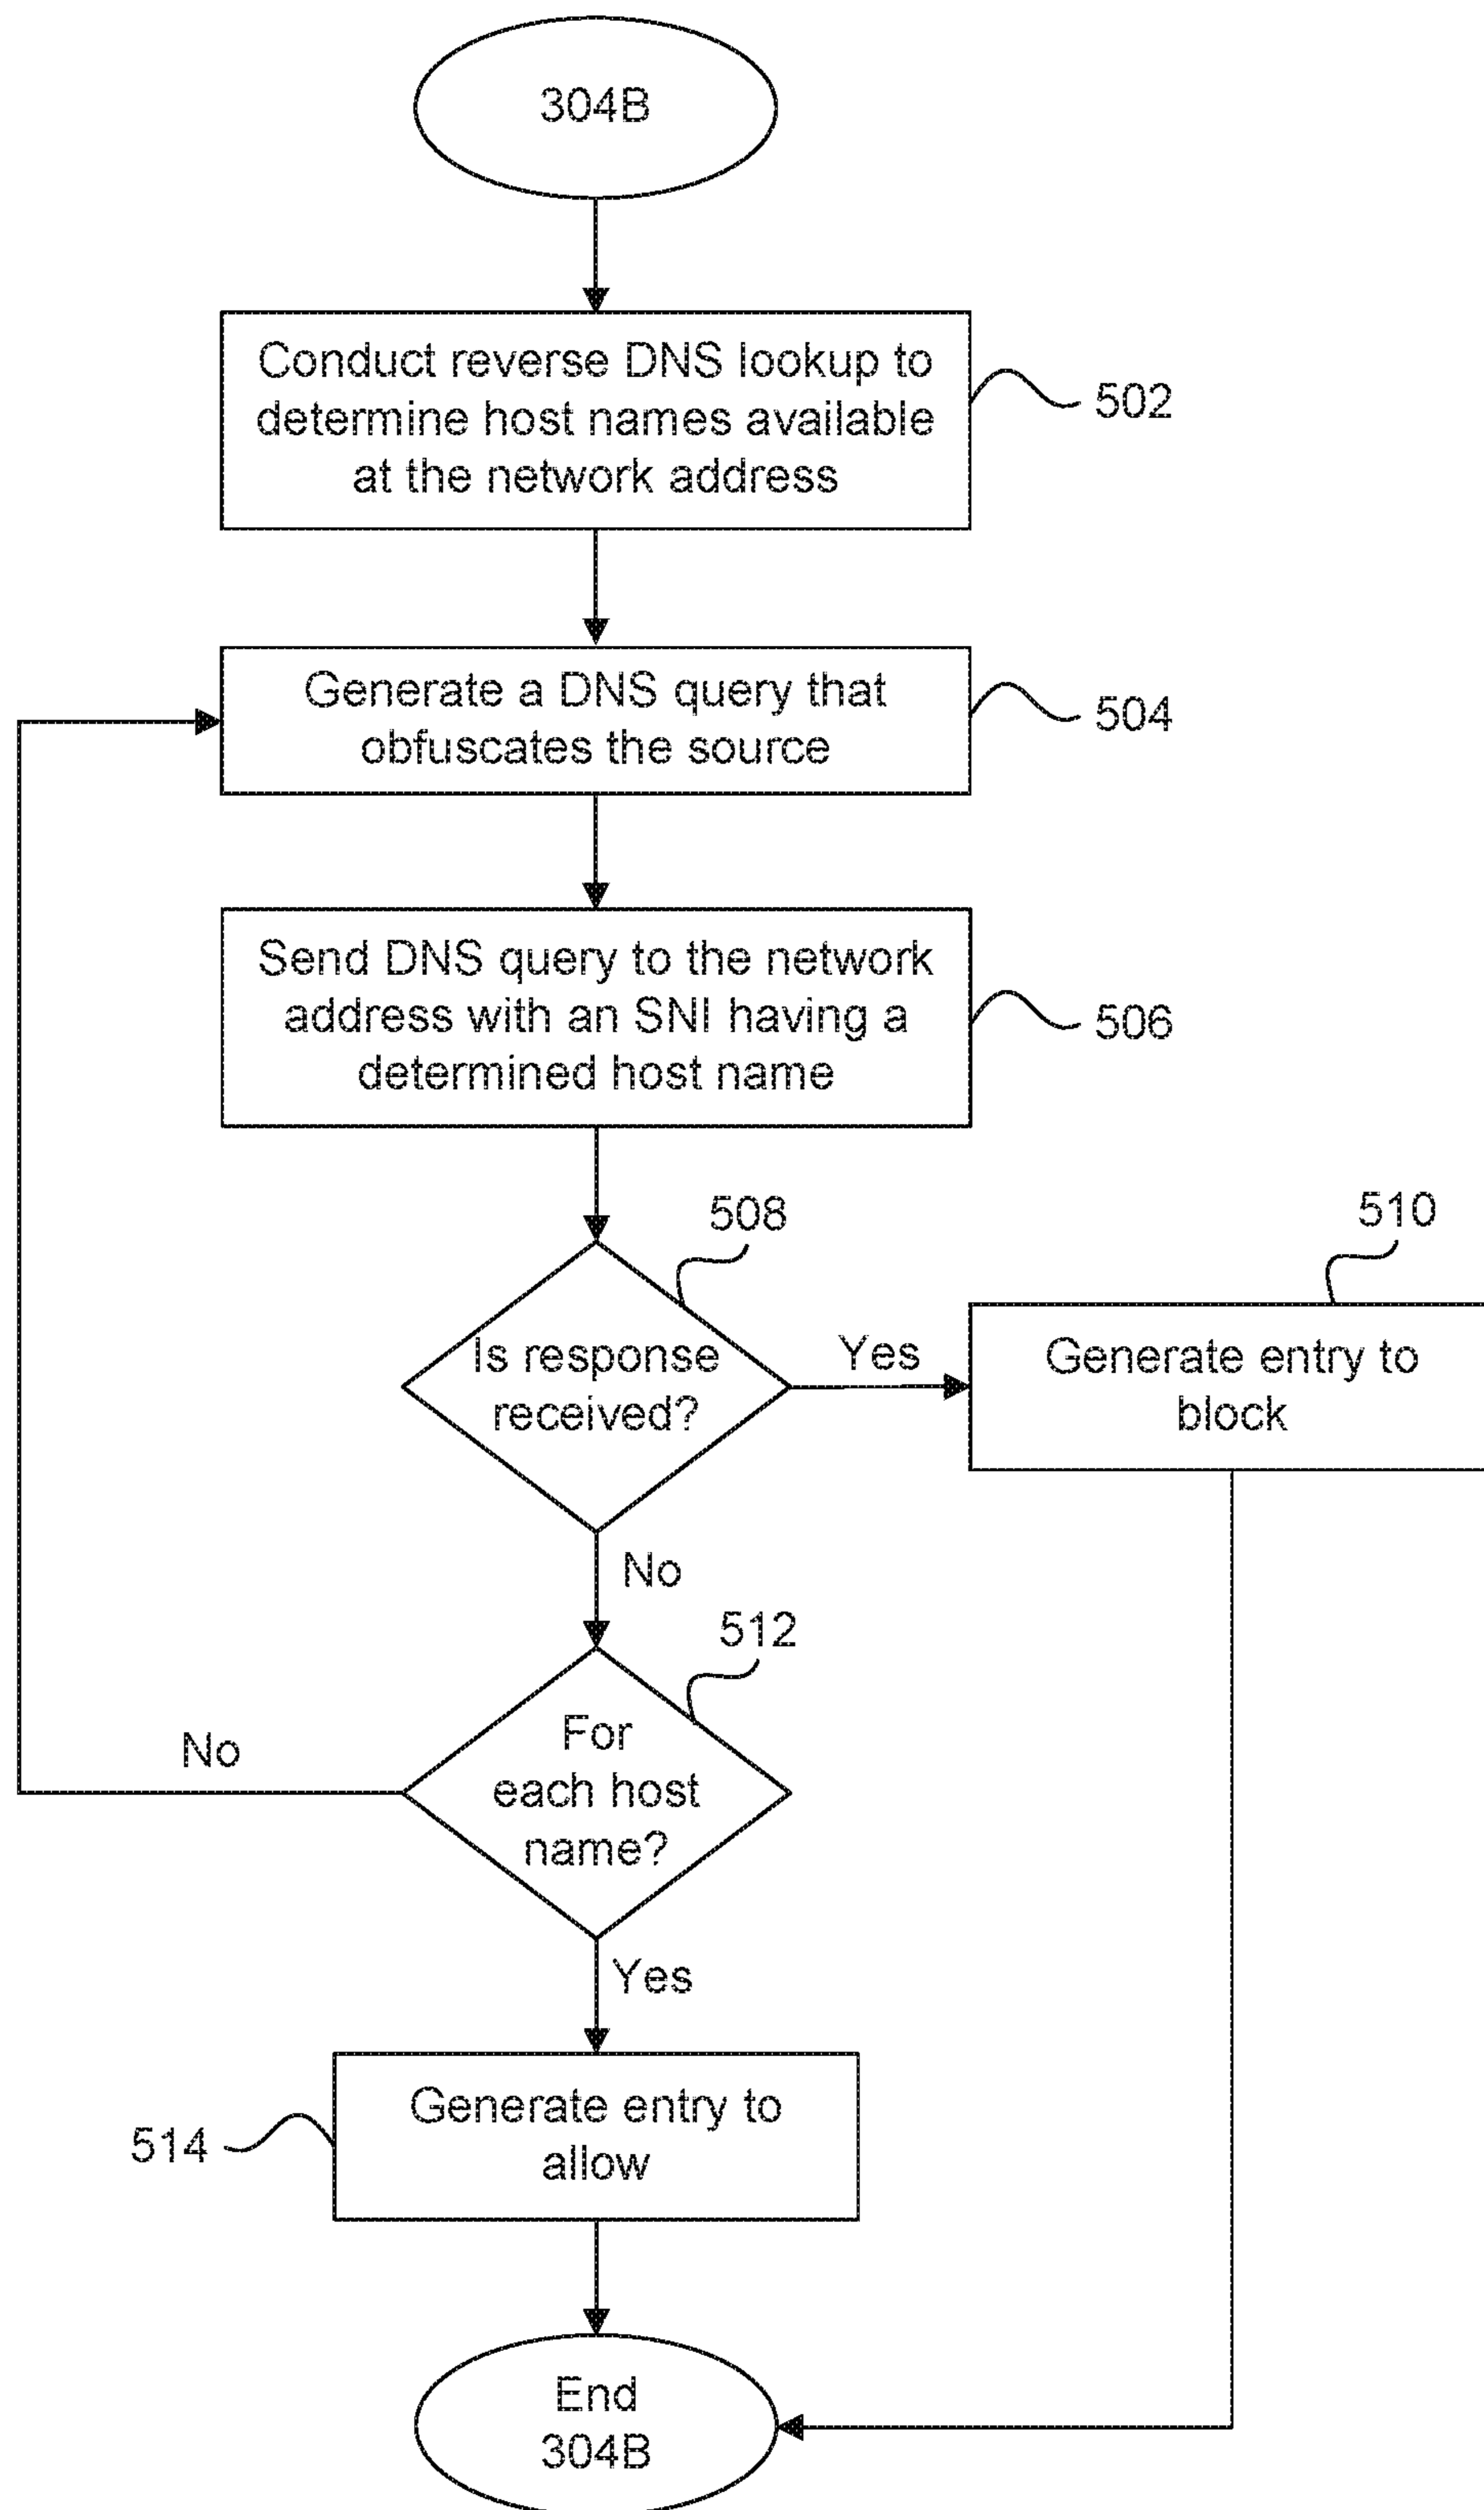 304B
Conduct reverse DNS lookup to
determine host names available
at the network address
502
Generate a DNS query that
obfuscates the source
504
Send DNS query to the network
address with an SNI having a
determined host name
506
508
Is response
received?
Yes
510
Generate entry to
block
No
512
For
each host
name?
No
Yes
Generate entry to
allow
514
End
304B